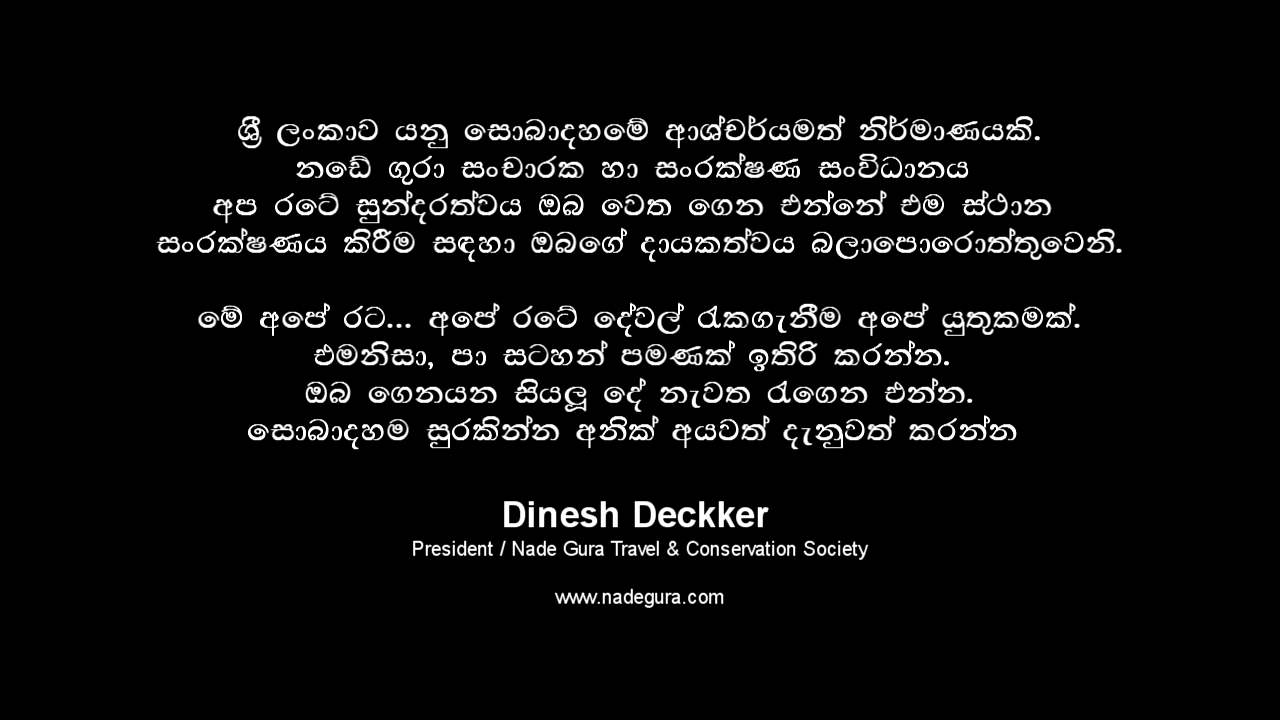 ශ්‍රී ලංකාව යනු සොබාදහමේ ආශ්චර්යමත් නිර්මාණයකි.
නඩේ ගුරා සංචාරක හා සංරක්ෂණ සංවිධානය
අප රටේ සුන්දරත්වය ඔබ වෙත ගෙන එන්නේ එම ස්ථාන
සංරක්ෂණය කිරීම සඳහා ඔබගේ දායකත්වය බලාපොරොත්තුවෙනි.
මේ අපේ රට... අපේ රටේ දේවල් රැකගැනීම අපේ යුතුකමක්.
එමනිසා, පා සටහන් පමණක් ඉතිරි කරන්න.
ඔබ ගෙනයන සියලූ දේ නැවත රැගෙන එන්න.
සොබාදහම සුරකින්න අනික් අයවත් දැනුවත් කරන්න
Dinesh Deckker
President / Nade Gura Travel & Conservation Society
www.nadegura.com